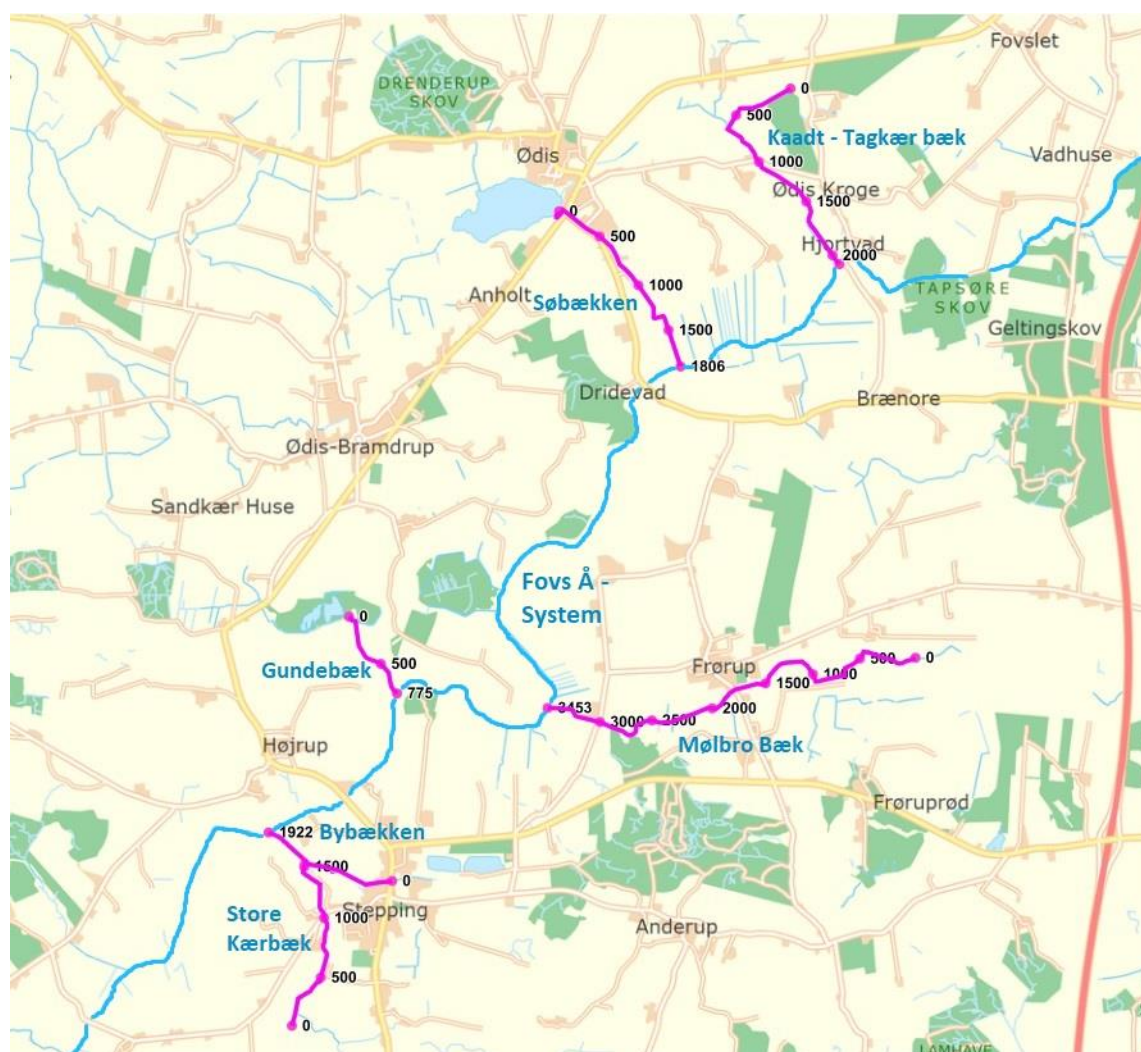 Fovslet
0
DRENDERUP
SKOV
500
Kaadt - Tagkær bæk
Ødis
1000
Vadhuse
Ødis Kroge
1500
0
500
Hjortvad
2000
1000
TAPSØRE
SKOV
Anholt
Søbækken
1500
Geltingskov
1806
Dridevad
Brænore
Ødis-Bramdrup
Sandkær Huse
Fovs Å -
System
0
Gundebæk
500
775
Frørup
500
0
1000
1500
2000
3453
3000
2500
Mølbro Bæk
Højrup
Frøruprød
1922
Bybækken
1500
0
Stepping
Store
Kærbæk
1000
Anderup
500
0
LAMHAVE